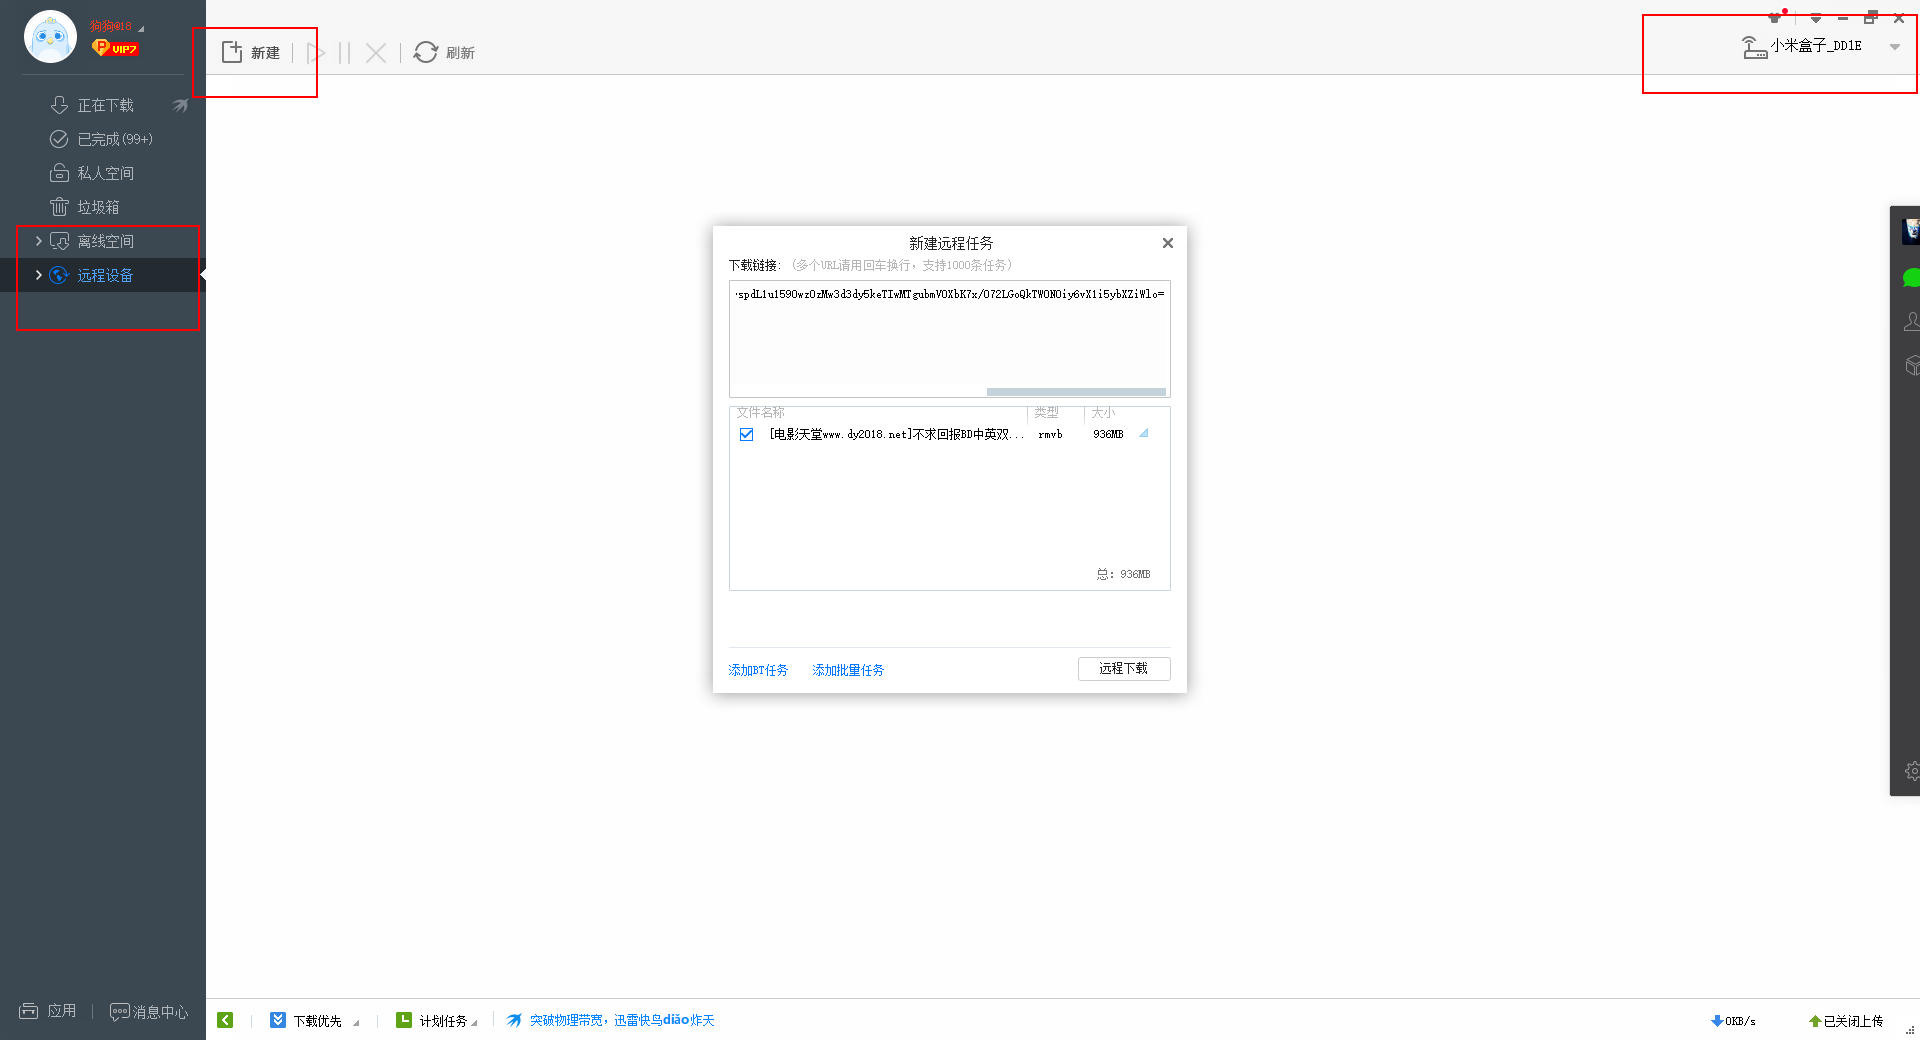 狗狗@18
VIP7
正在下载
已完成(99+)
私人空间
垃圾箱
离线空间
远程设备
应用
消息中心
新建
刷新
小米盒子_DD1E
新建远程任务
下载链接：（多个URL请用回车换行，支持1000条任务）
spdL1u159OwzOzMw3d3dy5keTIwMTgubmVOXbK7x/O72LGoQkTWONOiy6vX1i5ybXZiWlo=
文件名称 类型 大小
[电影天堂www.dy2018.net]不求回报BD中英双... rmvb 936MB
总：936MB
添加BT任务 添加批量任务 远程下载
下载优先 计划任务 突破物理带宽，迅雷快鸟diǎo炸天 0KB/s 已关闭上传